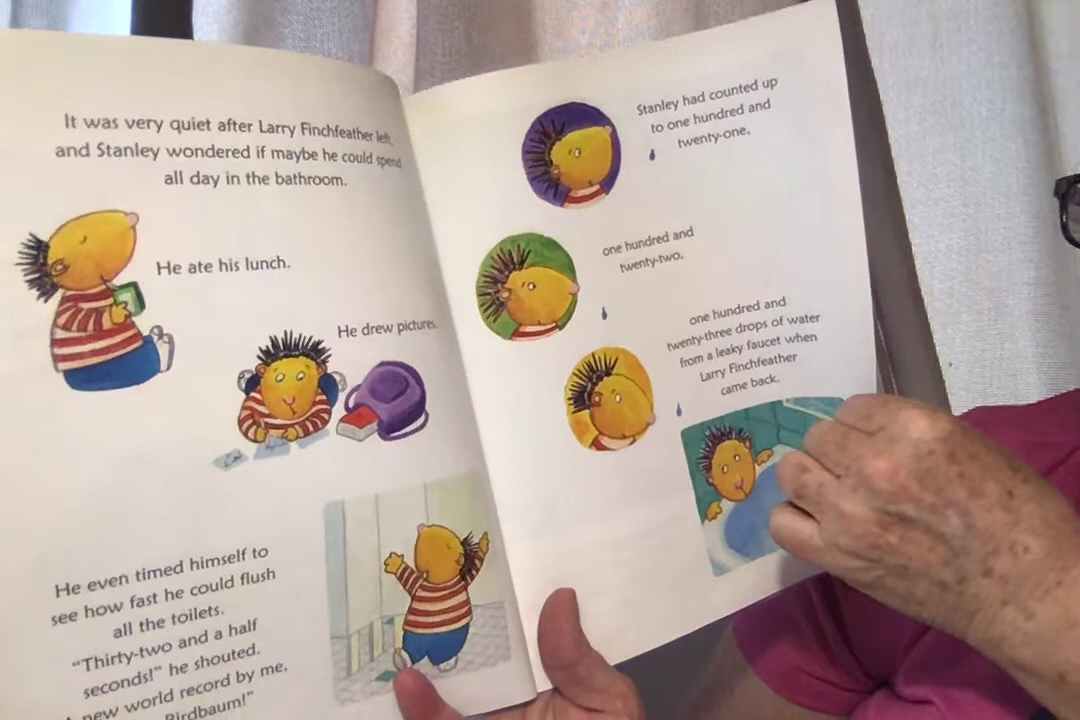 It was very quiet after Larry Finchfeather left,
and Stanley wondered if maybe he could spend
all day in the bathroom.
He ate his lunch.
He drew pictures.
He even timed himself to
see how fast he could flush
all the toilets.
“Thirty-two and a half
seconds!” he shouted.
new world record by me,
Birdbaum!”
Stanley had counted up
to one hundred and
twenty-one,
one hundred and
twenty-two,
one hundred and
twenty-three drops of water
from a leaky faucet when
Larry Finchfeather
came back.